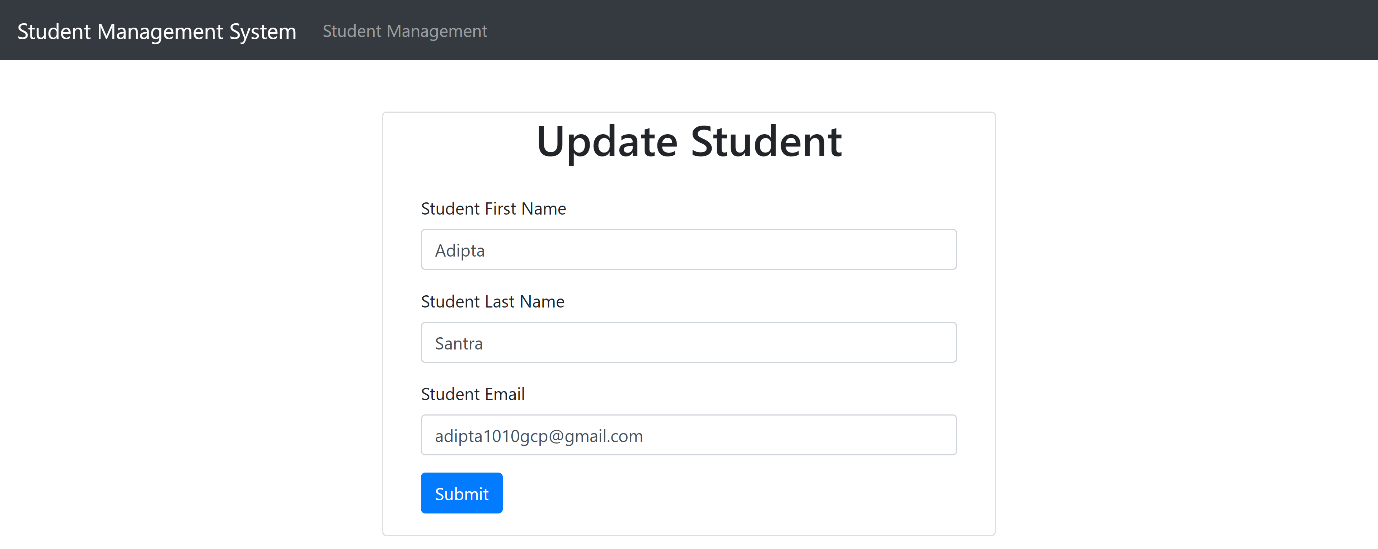 Student Management System Student Management
Update Student
Student First Name
Adipta
Student Last Name
Santra
Student Email
adipta1010gcp@gmail.com
Submit